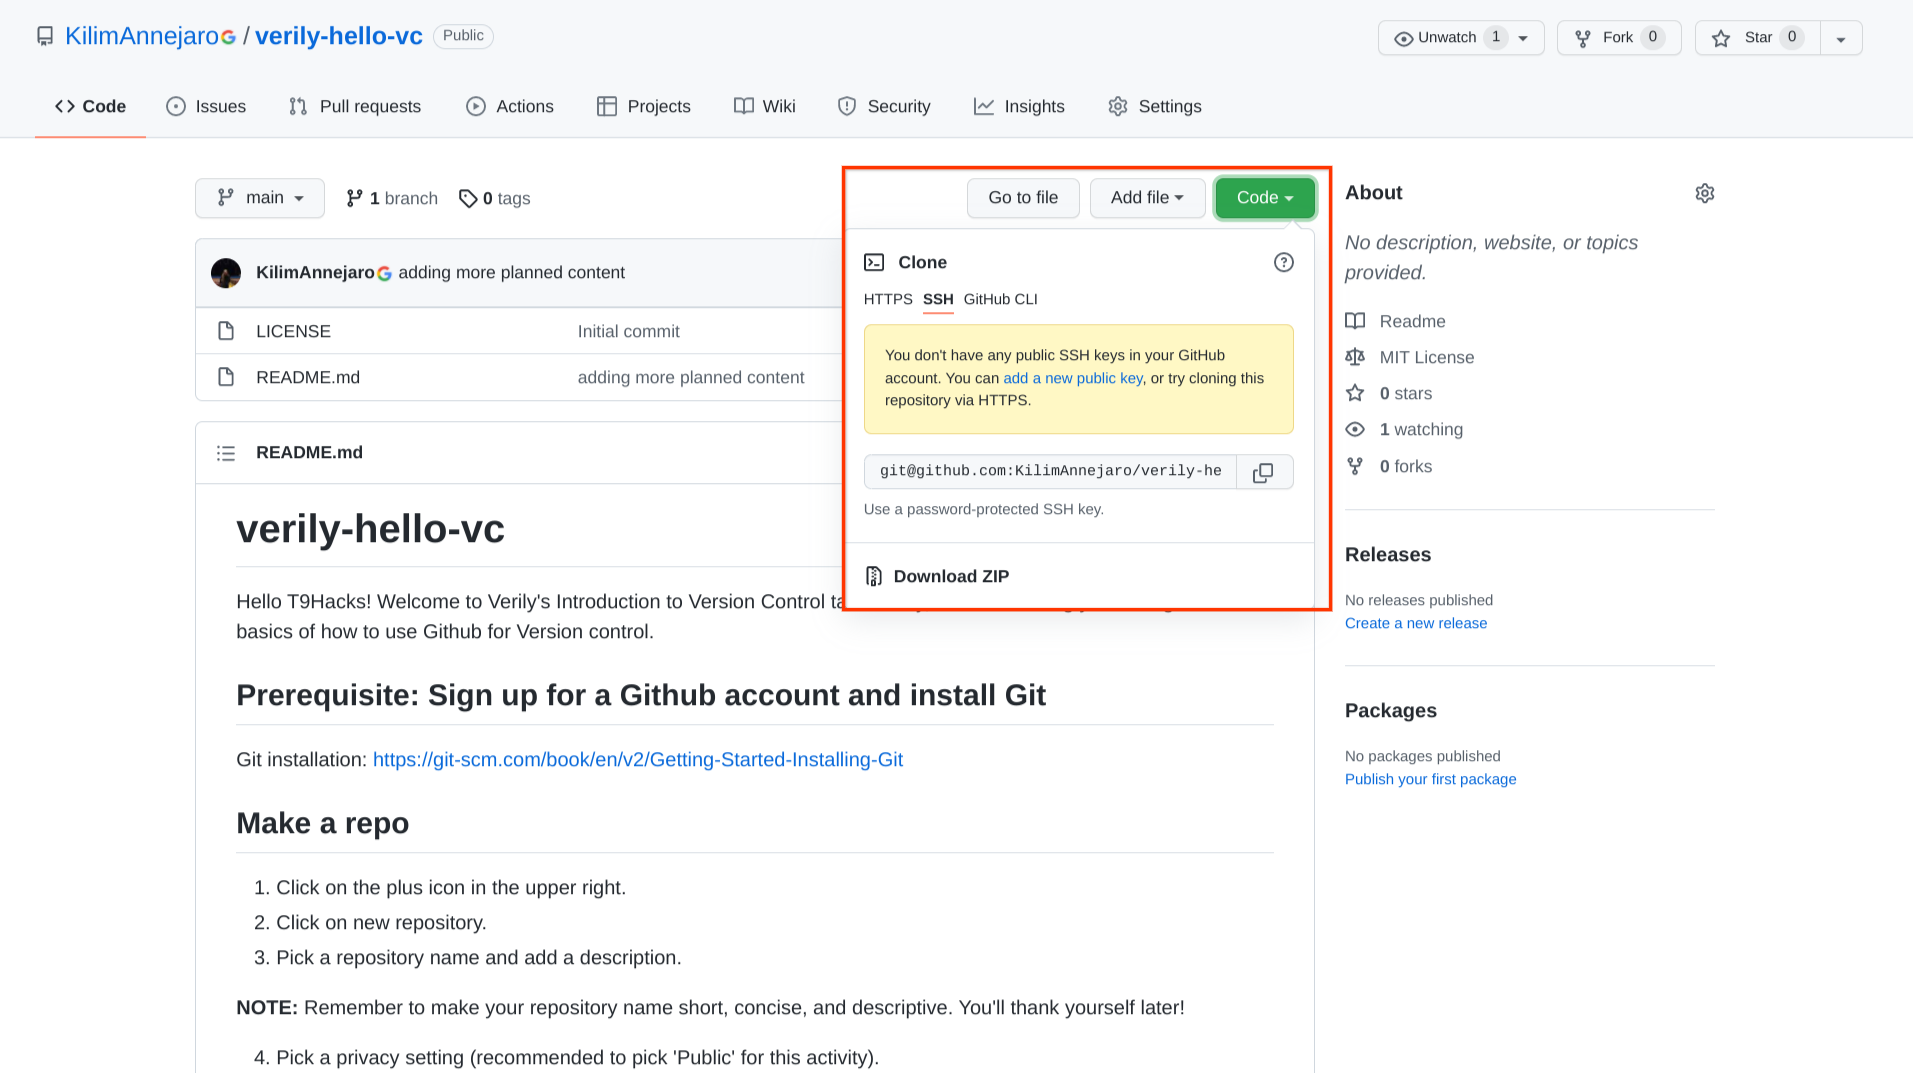 KilimAnnejaro / verily-hello-vc Public
Unwatch 1 Fork 0 Star 0
Code Issues Pull requests Actions Projects Wiki Security Insights Settings
main 1 branch 0 tags
Go to file Add file Code
KilimAnnejaro adding more planned content
LICENSE Initial commit
README.md adding more planned content
Clone
HTTPS SSH GitHub CLI
You don't have any public SSH keys in your GitHub
account. You can add a new public key, or try cloning this
repository via HTTPS.
git@github.com:KilimAnnejaro/verily-he
Use a password-protected SSH key.
Download ZIP
README.md
verily-hello-vc
Hello T9Hacks! Welcome to Verily's Introduction to Version Control
basics of how to use Github for Version control.
Prerequisite: Sign up for a Github account and install Git
Git installation: https://git-scm.com/book/en/v2/Getting-Started-Installing-Git
Make a repo
1. Click on the plus icon in the upper right.
2. Click on new repository.
3. Pick a repository name and add a description.
NOTE: Remember to make your repository name short, concise, and descriptive. You'll thank yourself later!
4. Pick a privacy setting (recommended to pick 'Public' for this activity).
About
No description, website, or topics
provided.
Readme
MIT License
0 stars
1 watching
0 forks
Releases
No releases published
Create a new release
Packages
No packages published
Publish your first package